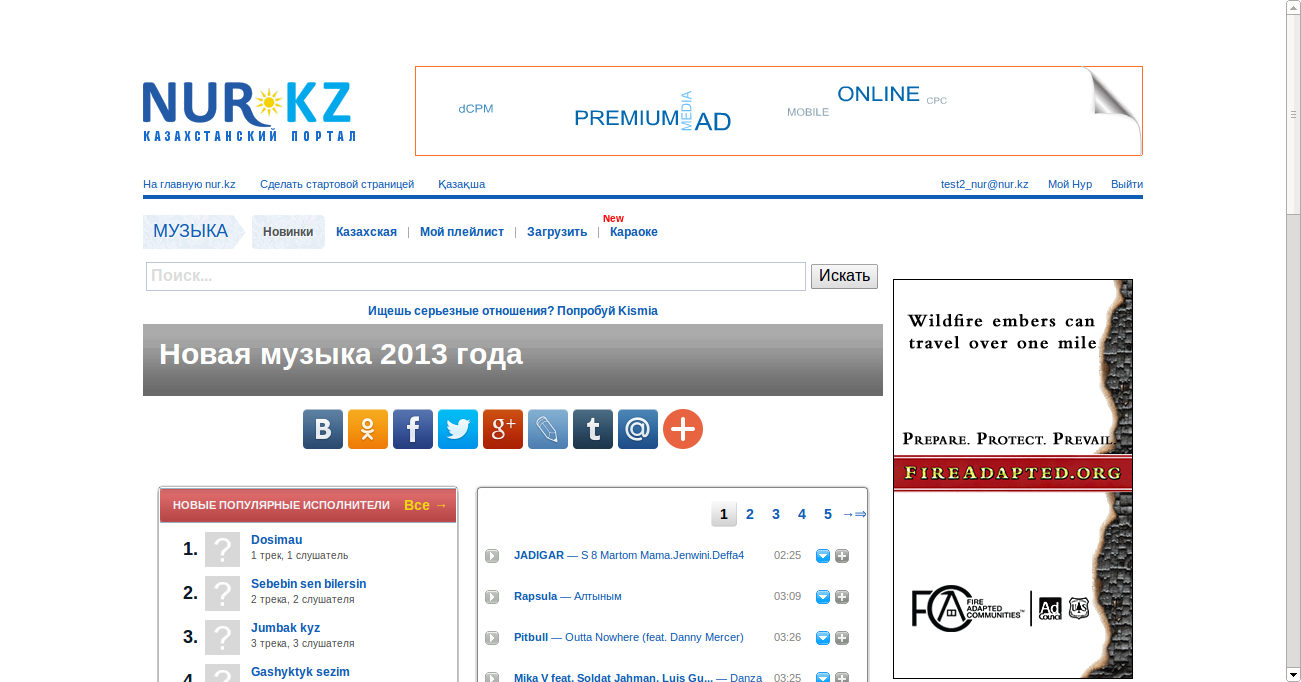 NUR KZ
КАЗАХСТАНСКИЙ ПОРТАЛ
dCPM
PREMIUM MEDIA AD
MOBILE
ONLINE CPC
На главную nur.kz Сделать стартовой страницей Қазақша test2_nur@nur.kz Мой Нур Выйти
New
МУЗЫКА Новинки Казахская | Мой плейлист | Загрузить | Караоке
Поиск... Искать
Ищешь серьезные отношения? Попробуй Kismia
Новая музыка 2013 года
B f g+ t @ +
НОВЫЕ ПОПУЛЯРНЫЕ ИСПОЛНИТЕЛИ Все →
1. ? Dosimau
1 трек, 1 слушатель
2. ? Sebebin sen bilersin
2 трека, 2 слушателя
3. ? Jumbak kyz
3 трека, 3 слушателя
4. ? Gashyktyk sezim
1 2 3 4 5 →⇒
JADIGAR — S 8 Martom Mama.Jenwini.Deffa4 02:25
Rapsula — Алтыным 03:09
Pitbull — Outta Nowhere (feat. Danny Mercer) 03:26
Mika V feat. Soldat Jahman, Luis Gu... — Danza 03:25
Wildfire embers can
travel over one mile
PREPARE. PROTECT. PREVAIL.
FIREADAPTED.ORG
FAC FIRE
ADAPTED
COMMUNITIES™
Ad
Council
U S